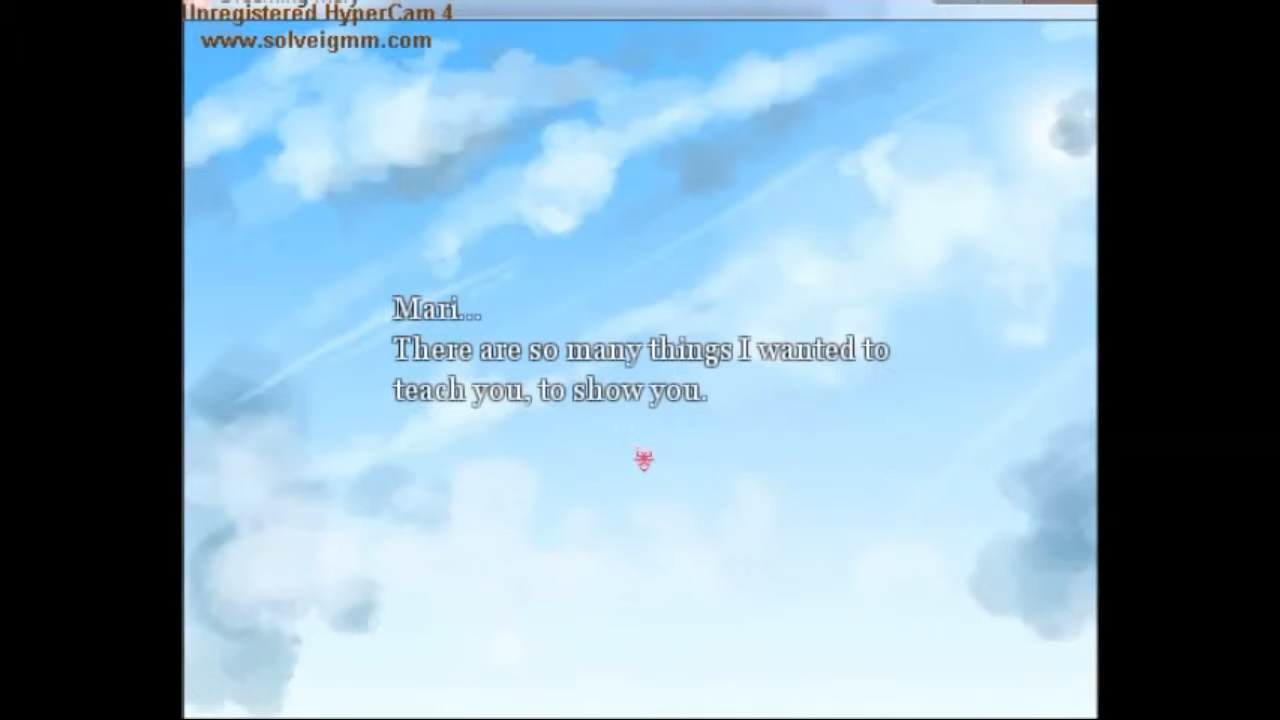 Unregistered HyperCam 4
www.solveigmm.com
Mari...
There are so many things I wanted to
teach you, to show you.